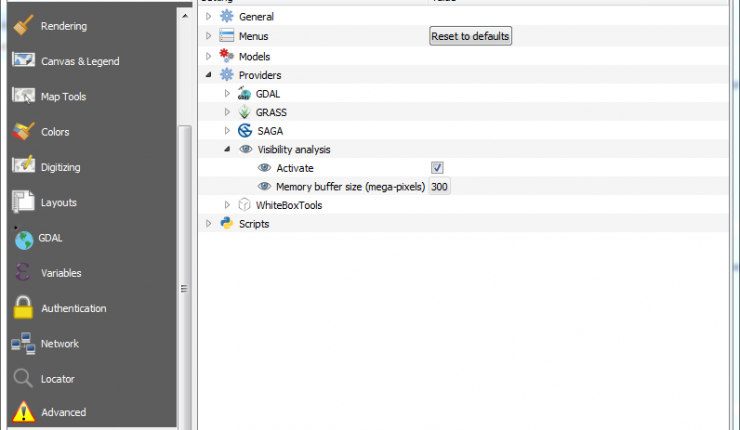 Rendering
Canvas & Legend
Map Tools
Colors
Digitizing
Layouts
GDAL
Variables
Authentication
Network
Locator
Advanced
General
Menus Reset to defaults
Models
Providers
GDAL
GRASS
SAGA
Visibility analysis
Activate
Memory buffer size (mega-pixels) 300
WhiteBoxTools
Scripts